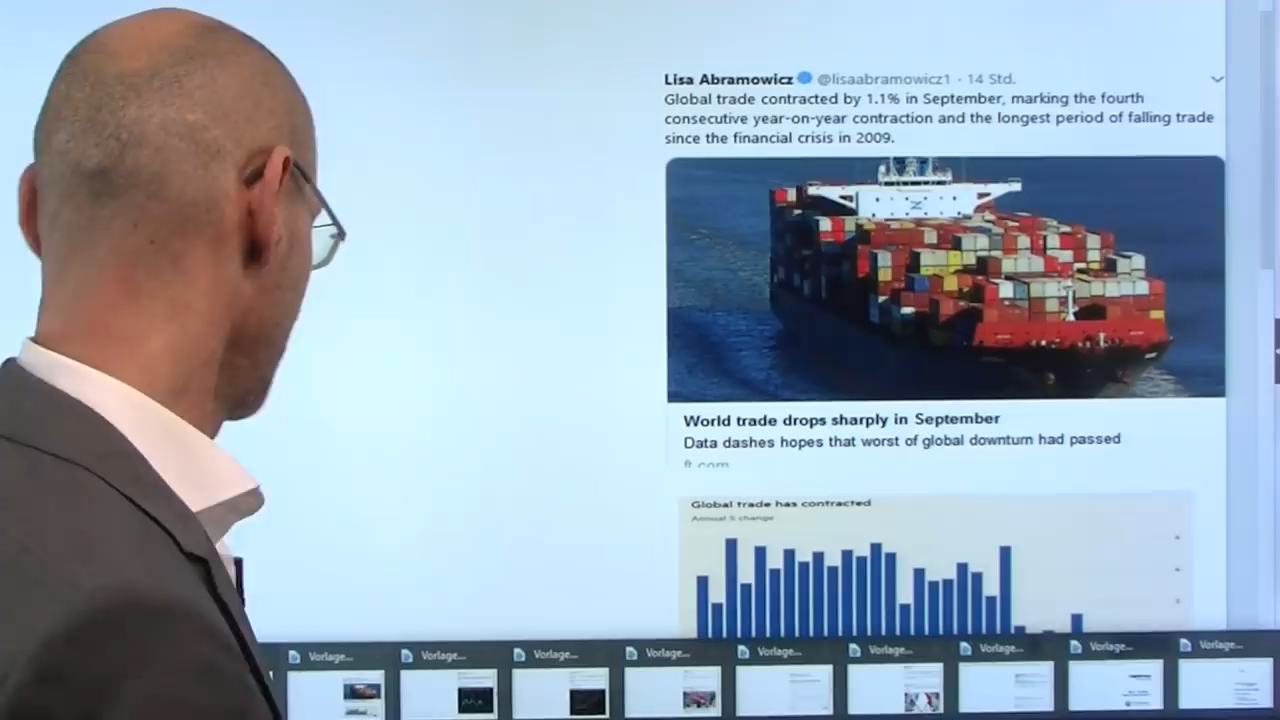 Lisa Abramowicz @lisaabramowicz1 · 14 Std.
Global trade contracted by 1.1% in September, marking the fourth
consecutive year-on-year contraction and the longest period of falling trade
since the financial crisis in 2009.
World trade drops sharply in September
Data dashes hopes that worst of global downturn had passed
ft.com
Global trade has contracted
Annual % change
Vorlage... Vorlage... Vorlage... Vorlage... Vorlage... Vorlage... Vorlage... Vorlage... Vorlage...